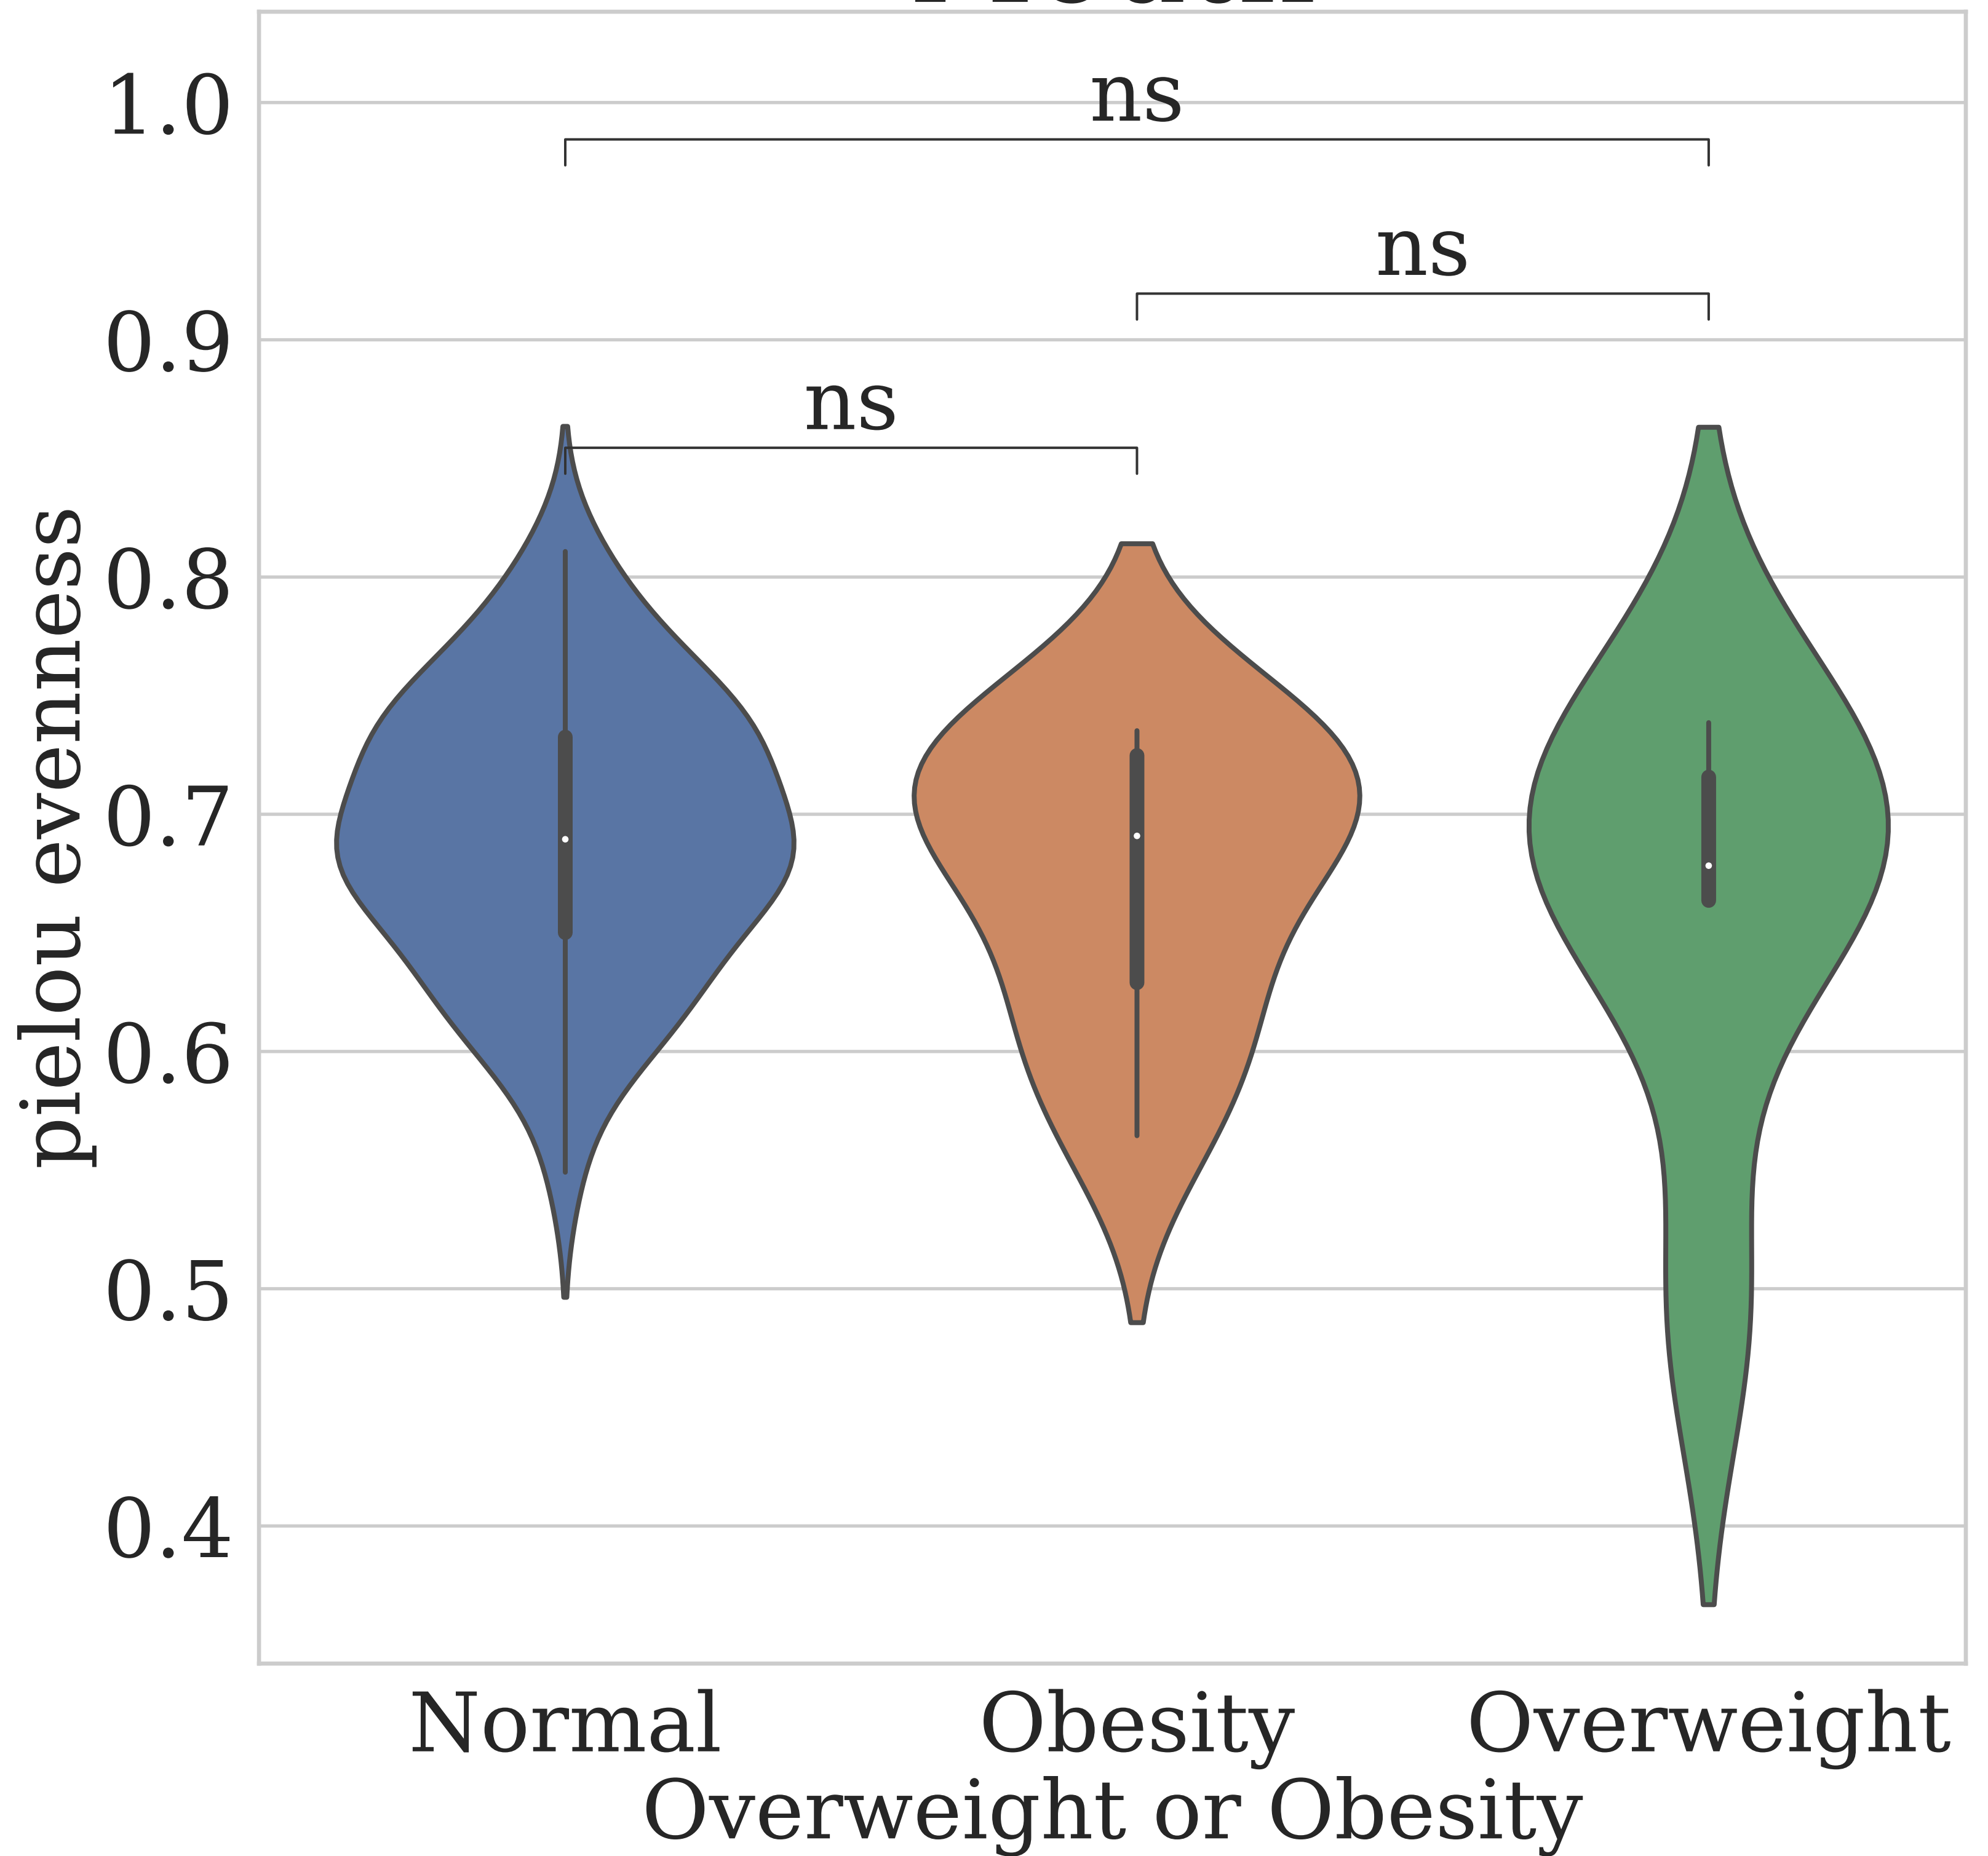 1.0
0.9
0.8
0.7
0.6
0.5
0.4
pielou evenness
ns
ns
ns
Normal Obesity Overweight
Overweight or Obesity